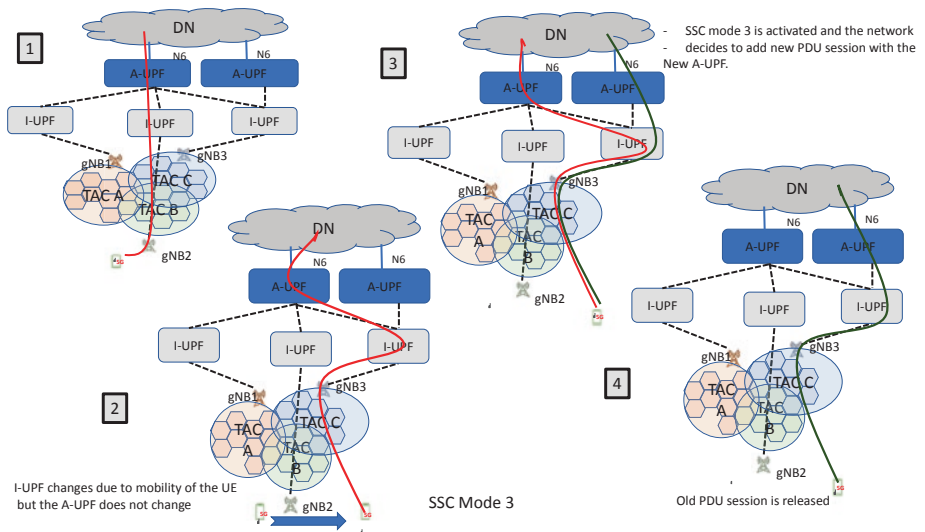 1
DN
N6
N6
A-UPF
A-UPF
I-UPF
I-UPF
I-UPF
gNB1
gNB3
TAC C
TAC A
TAC B
gNB2
5G
2
DN
N6
N6
A-UPF
A-UPF
I-UPF
I-UPF
I-UPF
gNB1
gNB3
TAC C
TAC
A
TAC
B
gNB2
5G
5G
I-UPF changes due to mobility of the UE
but the A-UPF does not change
SSC Mode 3
3
DN
- SSC mode 3 is activated and the network
- decides to add new PDU session with the
New A-UPF.
N6
N6
A-UPF
A-UPF
I-UPF
I-UPF
I-UPF
gNB1
gNB3
TAC
A
TAC C
TAC
B
gNB2
5G
4
DN
N6
N6
A-UPF
A-UPF
I-UPF
I-UPF
I-UPF
gNB1
gNB3
TAC
A
TAC C
TAC
B
gNB2
5G
Old PDU session is released